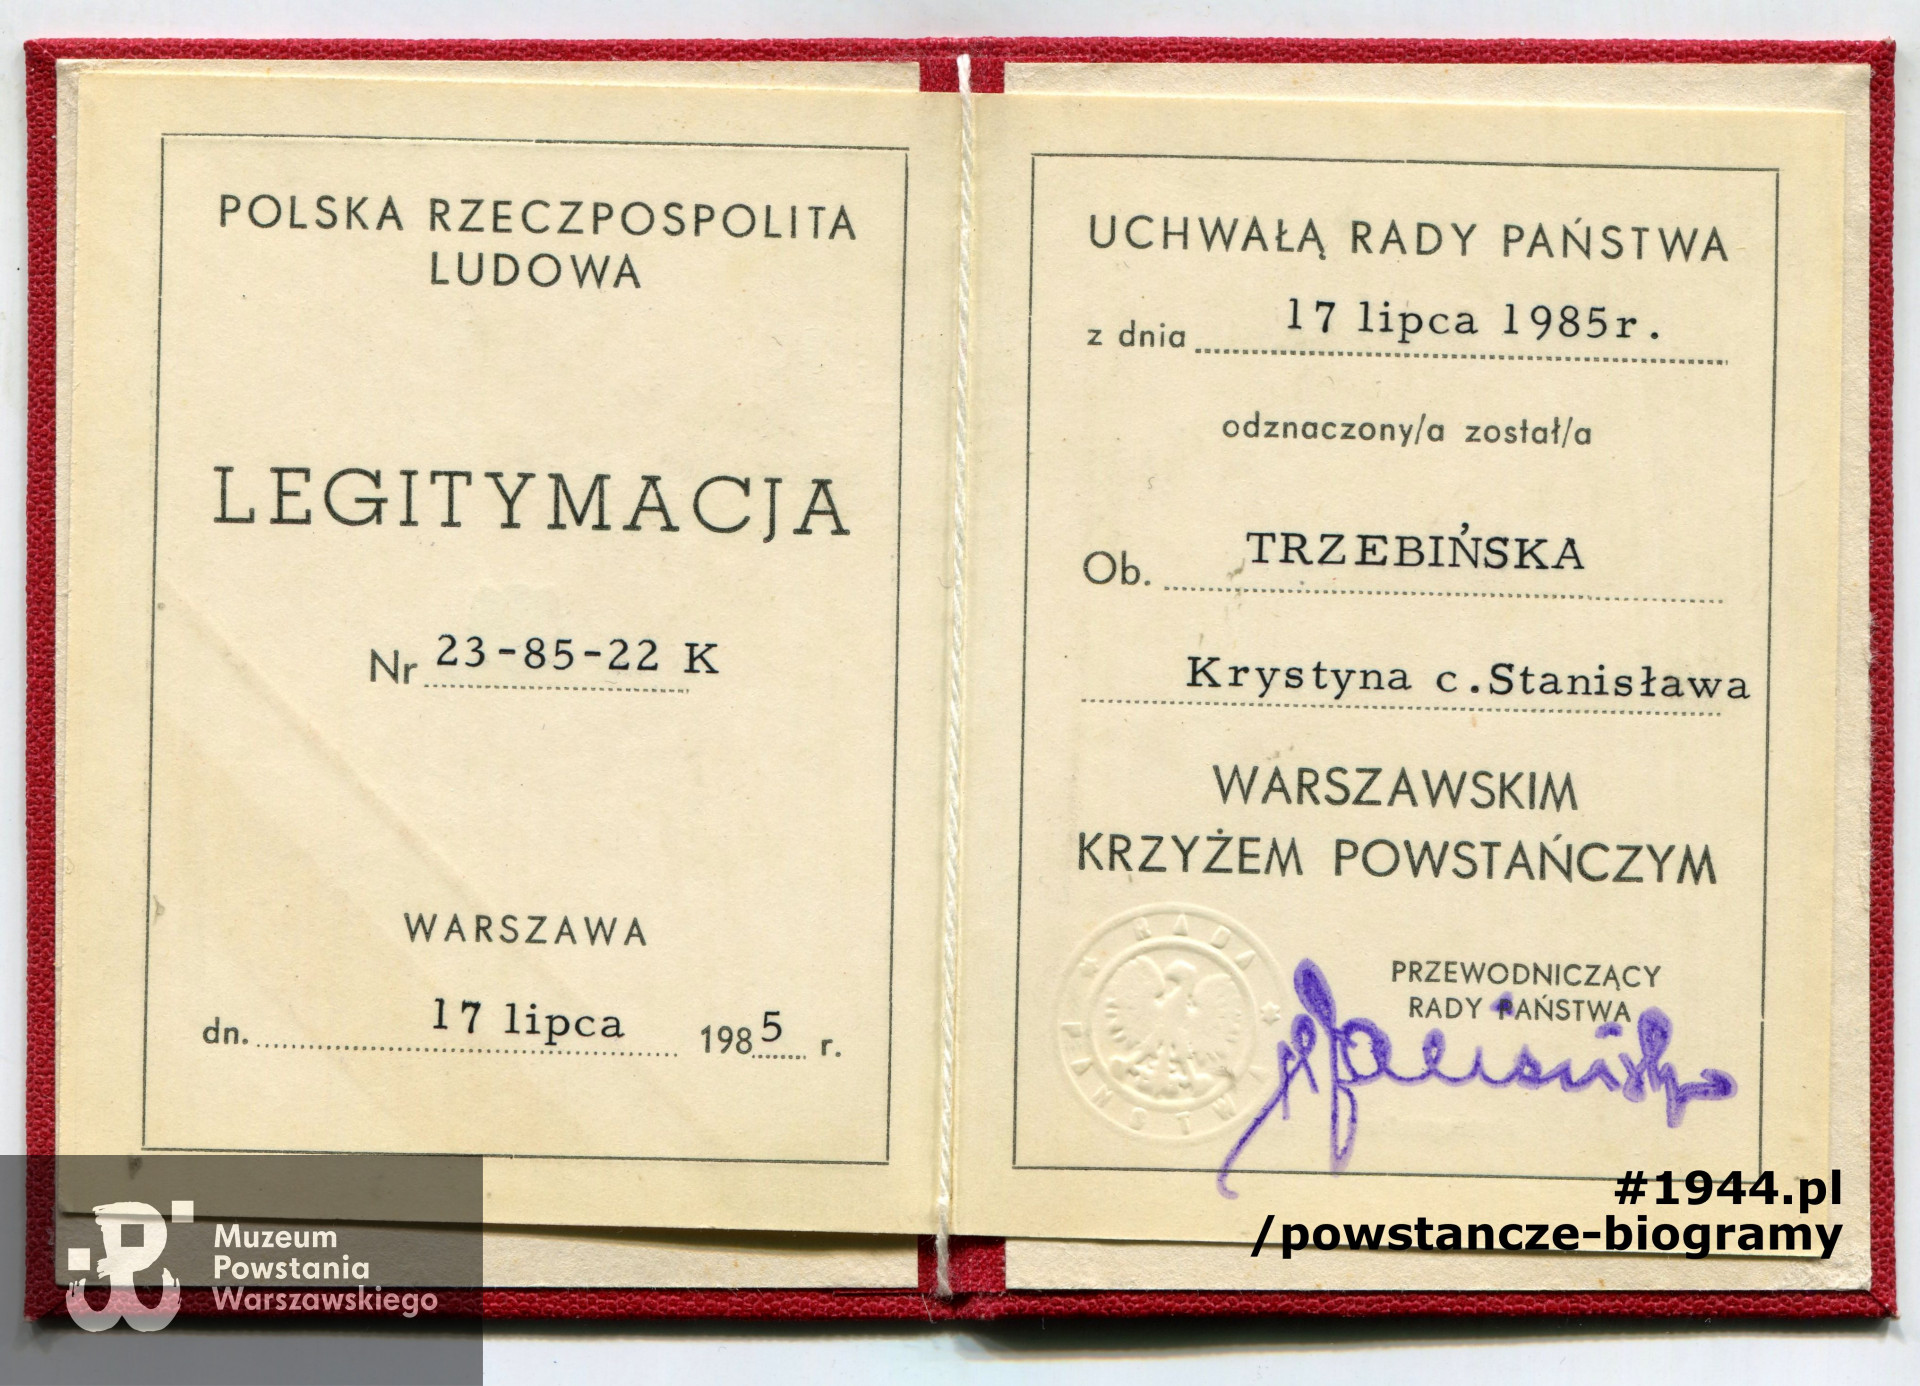 POLSKA RZECZPOSPOLITA
LUDOWA
LEGITYMACJA
Nr 23-85-22 K
WARSZAWA
dn. 17 lipca 1985 r.
UCHWAŁĄ RADY PAŃSTWA
z dnia 17 lipca 1985r.
odznaczony/a został/a
Ob. TRZEBIŃSKA
Krystyna c.Stanisława
WARSZAWSKIM
KRZYŻEM POWSTAŃCZYM
RADA PAŃSTWA
PRZEWODNICZĄCY
RADY PAŃSTWA
#1944.pl
/powstancze-biogramy
Muzeum
Powstania
Warszawskiego